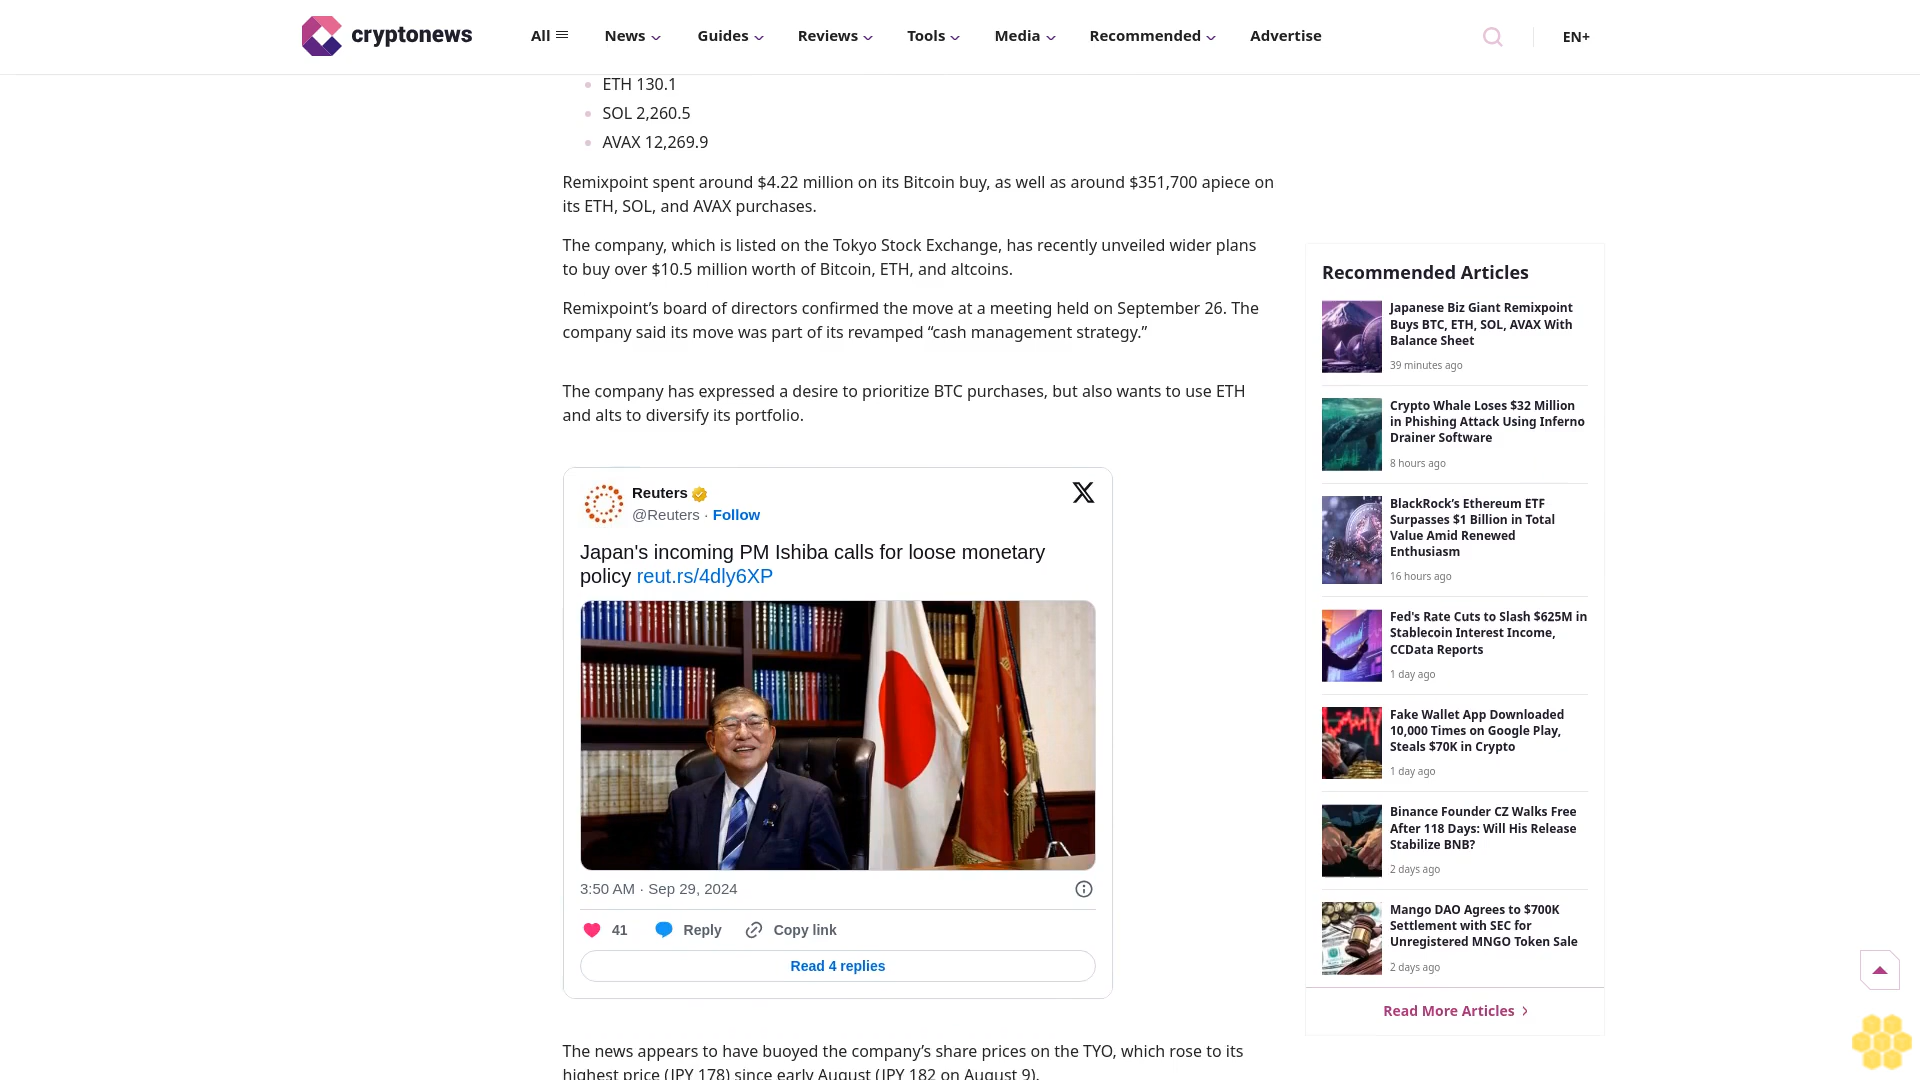 cryptonews
All
News
Guides
Reviews
Tools
Media
Recommended
Advertise
EN+
ETH 130.1
SOL 2,260.5
AVAX 12,269.9
Remixpoint spent around $4.22 million on its Bitcoin buy, as well as around $351,700 apiece on
its ETH, SOL, and AVAX purchases.
The company, which is listed on the Tokyo Stock Exchange, has recently unveiled wider plans
to buy over $10.5 million worth of Bitcoin, ETH, and altcoins.
Remixpoint’s board of directors confirmed the move at a meeting held on September 26. The
company said its move was part of its revamped “cash management strategy.”
The company has expressed a desire to prioritize BTC purchases, but also wants to use ETH
and alts to diversify its portfolio.
Reuters
@Reuters · Follow
Japan's incoming PM Ishiba calls for loose monetary
policy reut.rs/4dly6XP
3:50 AM · Sep 29, 2024
41
Reply
Copy link
Read 4 replies
The news appears to have buoyed the company’s share prices on the TYO, which rose to its
highest price (JPY 178) since early August (JPY 182 on August 9).
Recommended Articles
Japanese Biz Giant Remixpoint
Buys BTC, ETH, SOL, AVAX With
Balance Sheet
39 minutes ago
Crypto Whale Loses $32 Million
in Phishing Attack Using Inferno
Drainer Software
8 hours ago
BlackRock’s Ethereum ETF
Surpasses $1 Billion in Total
Value Amid Renewed
Enthusiasm
16 hours ago
Fed's Rate Cuts to Slash $625M in
Stablecoin Interest Income,
CCData Reports
1 day ago
Fake Wallet App Downloaded
10,000 Times on Google Play,
Steals $70K in Crypto
1 day ago
Binance Founder CZ Walks Free
After 118 Days: Will His Release
Stabilize BNB?
2 days ago
Mango DAO Agrees to $700K
Settlement with SEC for
Unregistered MNGO Token Sale
2 days ago
Read More Articles